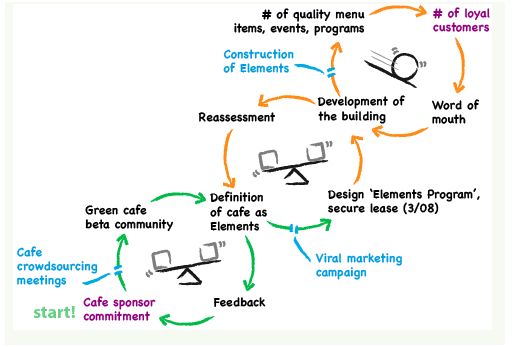 # of quality menu
items, events, programs
# of loyal
customers
Construction
of Elements
Development of
the building
Word of
mouth
Reassessment
Definition
of cafe as
Elements
Design 'Elements Program',
secure lease (3/08)
Green cafe
beta community
Cafe
crowdsourcing
meetings
Viral marketing
campaign
start!
Cafe sponsor
commitment
Feedback